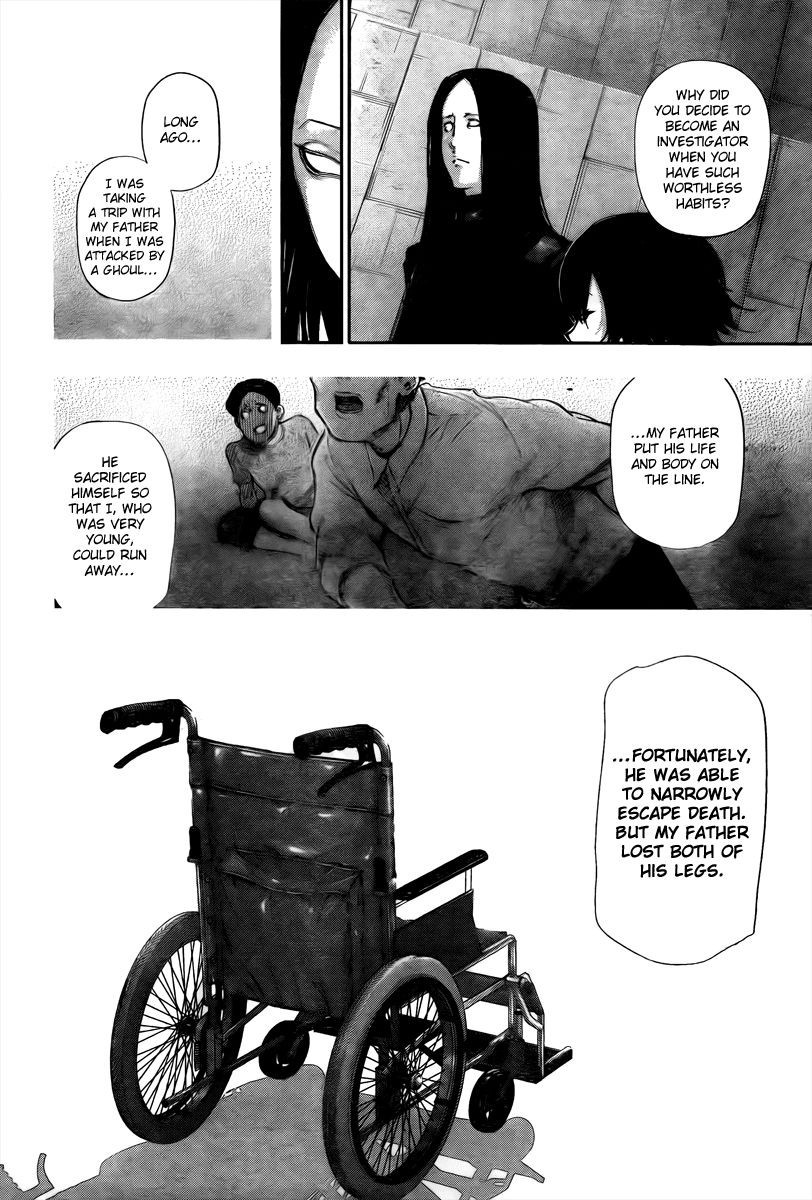 WHY DID
YOU DECIDE TO
BECOME AN
INVESTIGATOR
WHEN YOU
HAVE SUCH
WORTHLESS
HABITS?
LONG
AGO...
I WAS
TAKING
A TRIP WITH
MY FATHER
WHEN I WAS
ATTACKED BY
A GHOUL...
...MY FATHER
PUT HIS LIFE
AND BODY ON
THE LINE.
HE
SACRIFICED
HIMSELF SO
THAT I, WHO
WAS VERY
YOUNG,
COULD RUN
AWAY...
...FORTUNATELY,
HE WAS ABLE
TO NARROWLY
ESCAPE DEATH.
BUT MY FATHER
LOST BOTH OF
HIS LEGS.